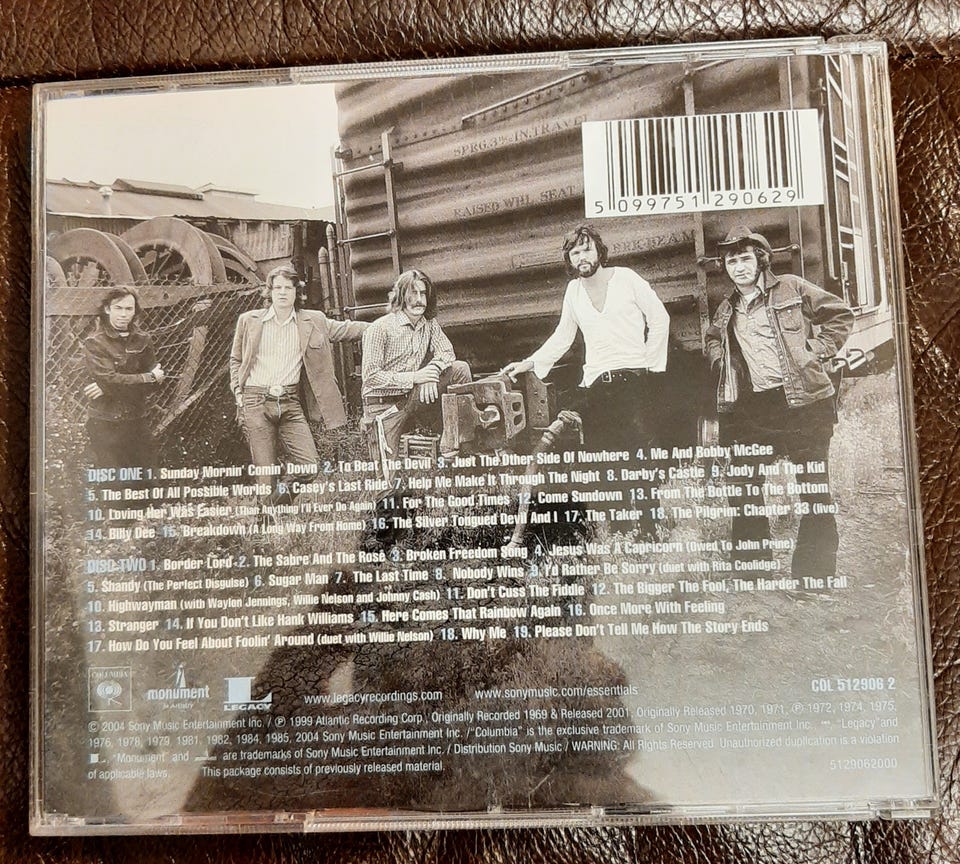 SPRG. 3 ⅝ IN. TRAVEL
RAISED WHL. SEAT
BEAM
5 099751 290629
DISC ONE 1. Sunday Mornin' Comin' Down 2. To Beat The Devil 3. Just The Other Side Of Nowhere 4. Me And Bobby McGee
5. The Best Of All Possible Worlds 6. Casey's Last Ride 7. Help Me Make It Through The Night 8. Darby's Castle 9. Jody And The Kid
10. Loving Her Was Easier (Than Anything I'll Ever Do Again) 11. For The Good Times 12. Come Sundown 13. From The Bottle To The Bottom
14. Billy Dee 15. Breakdown (A Long Way From Home) 16. The Silver Tongued Devil And I 17. The Taker 18. The Pilgrim: Chapter 33 (live)
DISC TWO 1. Border Lord 2. The Sabre And The Rose 3. Broken Freedom Song 4. Jesus Was A Capricorn (Owed To John Prine)
5. Shandy (The Perfect Disguise) 6. Sugar Man 7. The Last Time 8. Nobody Wins 9. I'd Rather Be Sorry (duet with Rita Coolidge)
10. Highwayman (with Waylon Jennings, Willie Nelson and Johnny Cash) 11. Don't Cuss The Fiddle 12. The Bigger The Fool, The Harder The Fall
13. Stranger 14. If You Don't Like Hank Williams 15. Here Comes That Rainbow Again 16. Once More With Feeling
17. How Do You Feel About Foolin' Around (duet with Willie Nelson) 18. Why Me 19. Please Don't Tell Me How The Story Ends
COLUMBIA
monument
LEGACY
www.legacyrecordings.com
www.sonymusic.com/essentials
COL 512906 2
© 2004 Sony Music Entertainment Inc. / ℗ 1999 Atlantic Recording Corp., Originally Recorded 1969 & Released 2001, Originally Released 1970, 1971, ℗ 1972, 1974, 1975,
1976, 1978, 1979, 1981, 1982, 1984, 1985, 2004 Sony Music Entertainment Inc. / "Columbia" is the exclusive trademark of Sony Music Entertainment Inc. "Legacy" and
L, "Monument" and are trademarks of Sony Music Entertainment Inc. / Distribution Sony Music / WARNING: All Rights Reserved. Unauthorized duplication is a violation
of applicable laws. This package consists of previously released material.
5129062000